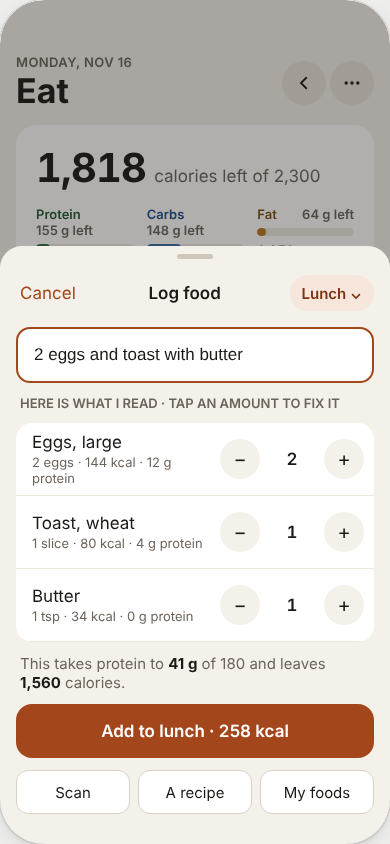 MONDAY, NOV 16
Eat
1,818 calories left of 2,300
Protein
155 g left
Carbs
148 g left
Fat 64 g left
Cancel
Log food
Lunch
2 eggs and toast with butter
HERE IS WHAT I READ · TAP AN AMOUNT TO FIX IT
Eggs, large
2 eggs · 144 kcal · 12 g
protein
− 2 +
Toast, wheat
1 slice · 80 kcal · 4 g protein
− 1 +
Butter
1 tsp · 34 kcal · 0 g protein
− 1 +
This takes protein to 41 g of 180 and leaves
1,560 calories.
Add to lunch · 258 kcal
Scan
A recipe
My foods